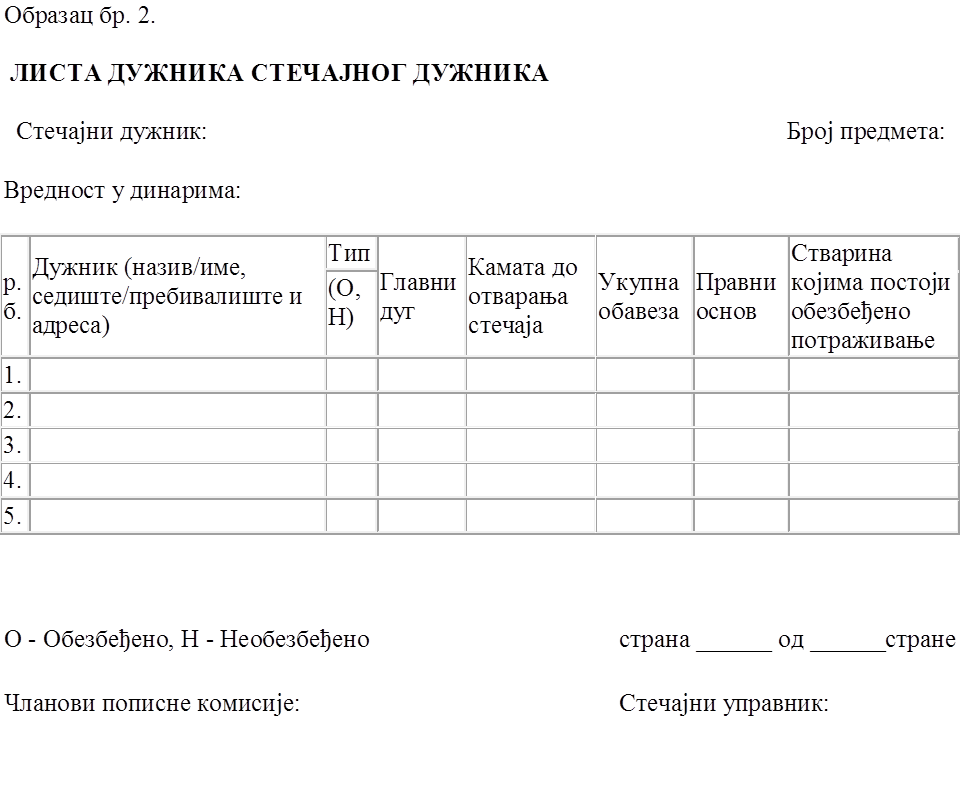 Образац бр. 2.
ЛИСТА ДУЖНИКА СТЕЧАЈНОГ ДУЖНИКА
Стечајни дужник: Број предмета:
Вредност у динарима:
р. б.
Дужник (назив/име, седиште/пребивалиште и адреса)
Тип
(О, Н)
Главни дуг
Камата до отварања стечаја
Укупна обавеза
Правни основ
Стварина којима постоји обезбеђено потраживање
1.
2.
3.
4.
5.
О - Обезбеђено, Н - Необезбеђено страна ______ од ______стране
Чланови пописне комисије: Стечајни управник: